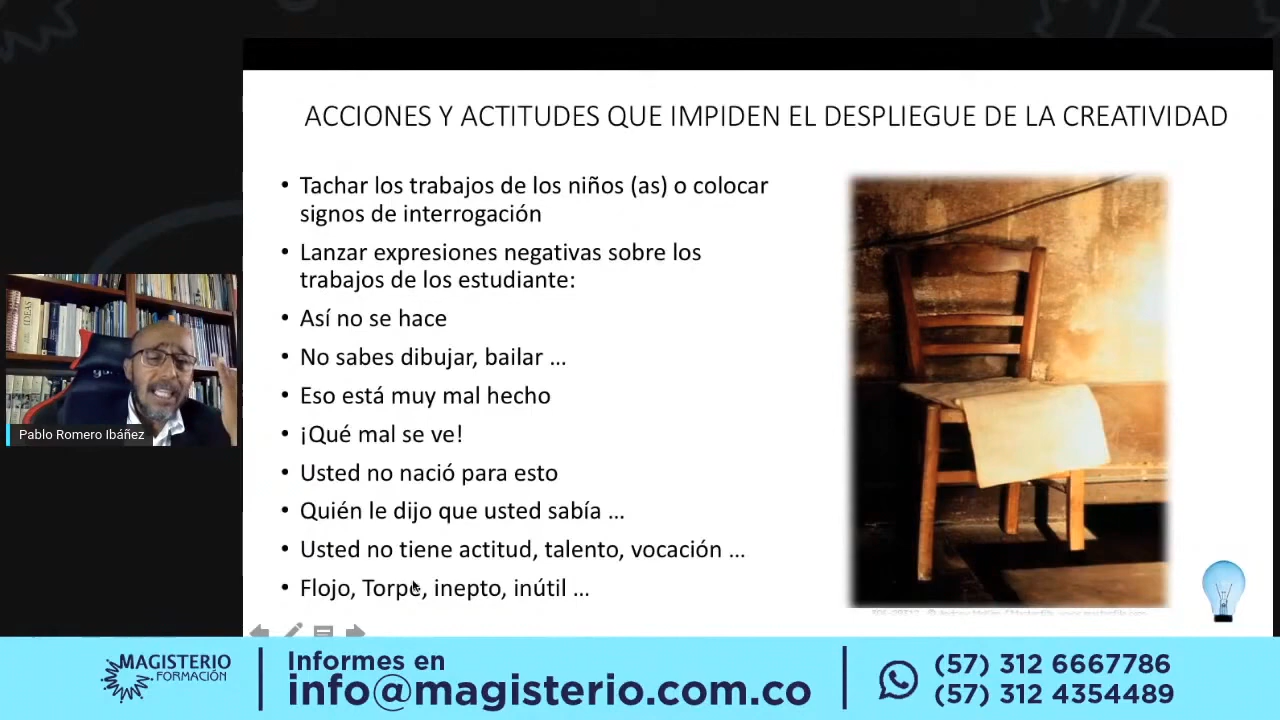 ACCIONES Y ACTITUDES QUE IMPIDEN EL DESPLIEGUE DE LA CREATIVIDAD
• Tachar los trabajos de los niños (as) o colocar
signos de interrogación
• Lanzar expresiones negativas sobre los
trabajos de los estudiante:
• Así no se hace
• No sabes dibujar, bailar ...
• Eso está muy mal hecho
• ¡Qué mal se ve!
• Usted no nació para esto
• Quién le dijo que usted sabía ...
• Usted no tiene actitud, talento, vocación ...
• Flojo, Torpe, inepto, inútil ...
IDEAS
Pablo Romero Ibáñez
MAGISTERIO
FORMACIÓN
Informes en
info@magisterio.com.co
(57) 312 6667786
(57) 312 4354489